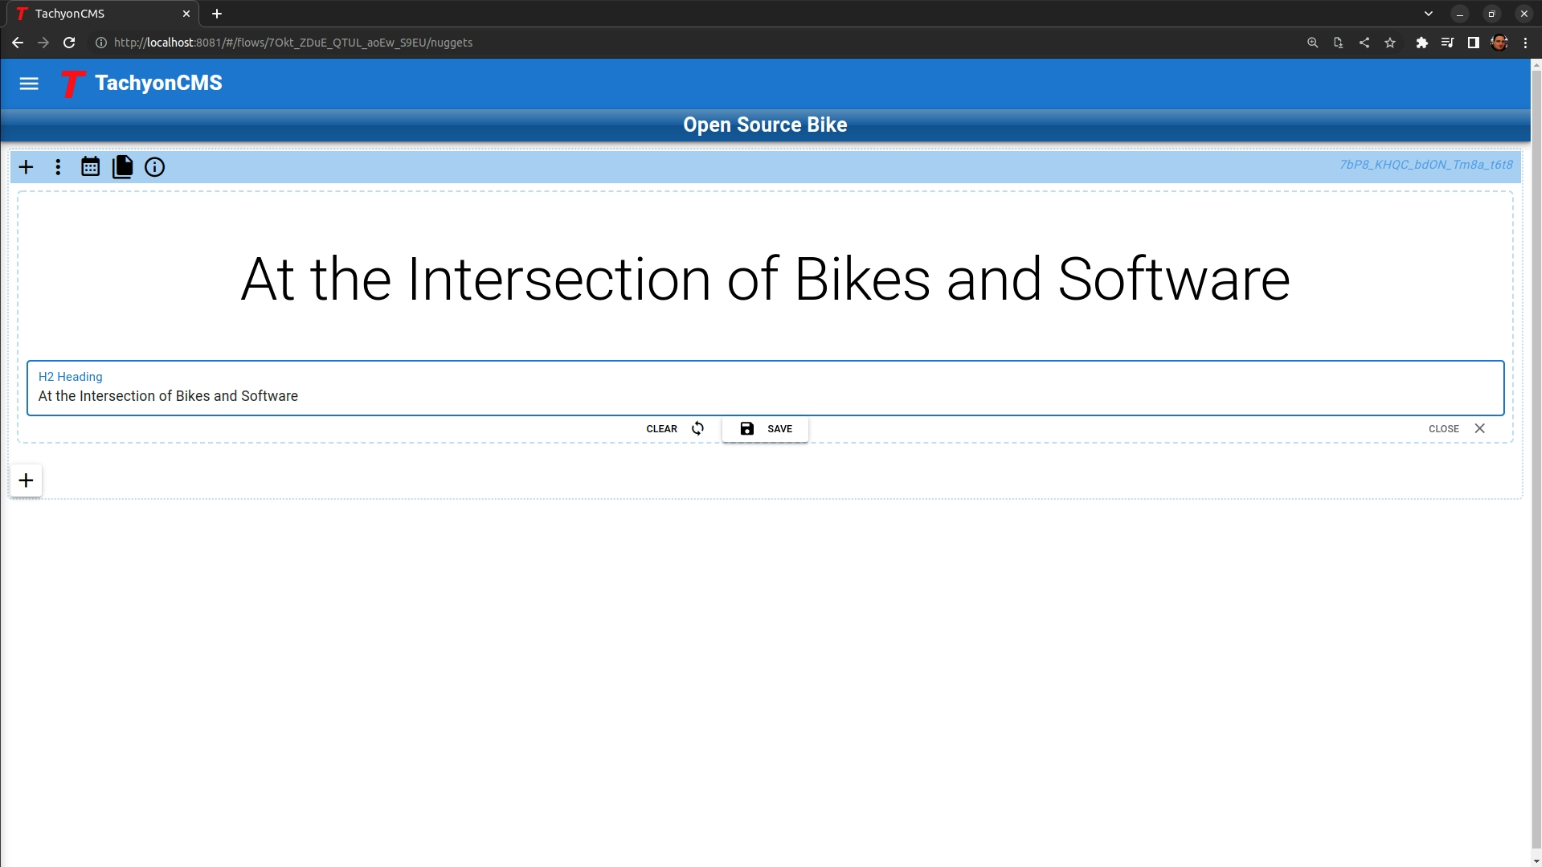 TachyonCMS
http://localhost:8081/#/flows/7Okt_ZDuE_QTUL_aoEw_S9EU/nuggets
T TachyonCMS
Open Source Bike
7bP8_KHQC_bdON_Tm8a_t6t8
At the Intersection of Bikes and Software
H2 Heading
At the Intersection of Bikes and Software
CLEAR SAVE CLOSE